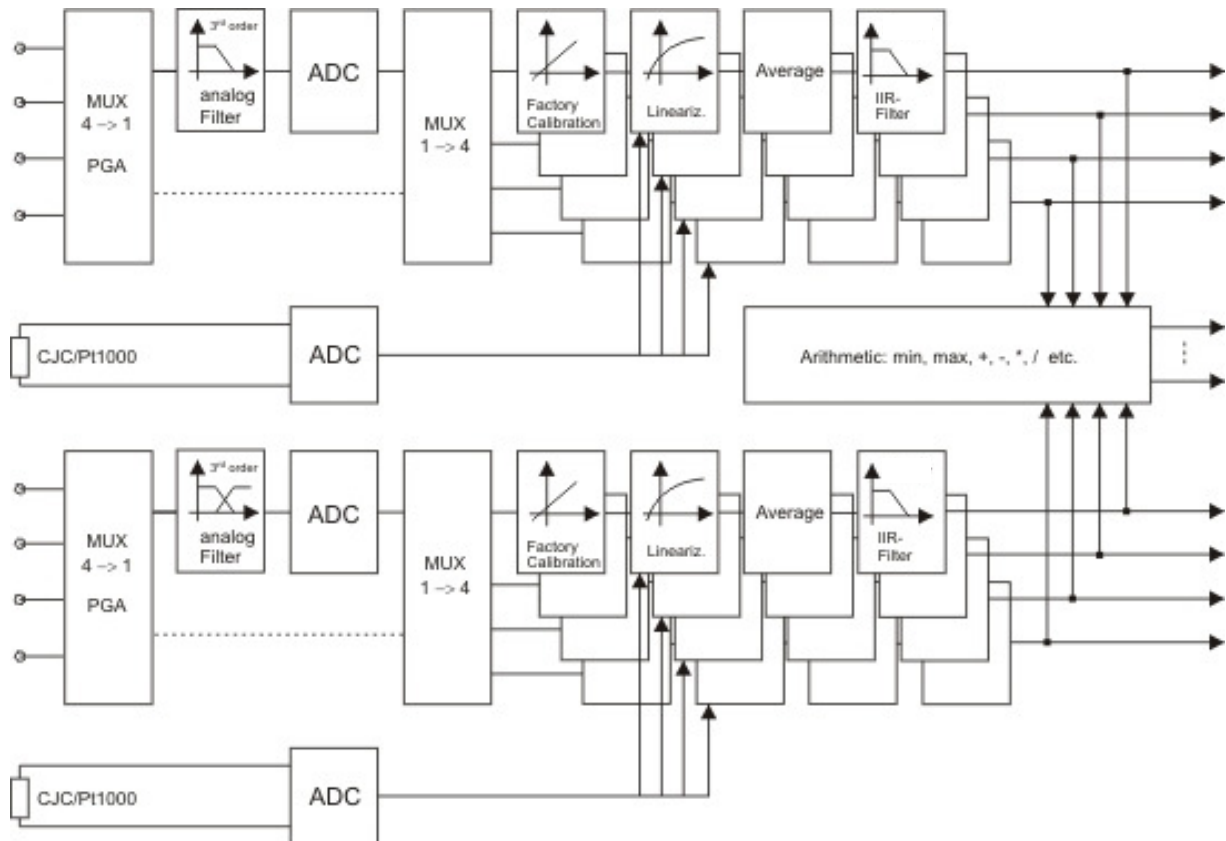 3rd order
analog
Filter
MUX
4 –> 1
PGA
ADC
MUX
1 –> 4
Factory
Calibration
Lineariz.
Average
IIR-
Filter
CJC/Pt1000
ADC
Arithmetic: min, max, +, -, *, / etc.
3rd order
analog
Filter
MUX
4 –> 1
PGA
ADC
MUX
1 –> 4
Factory
Calibration
Lineariz.
Average
IIR-
Filter
CJC/Pt1000
ADC